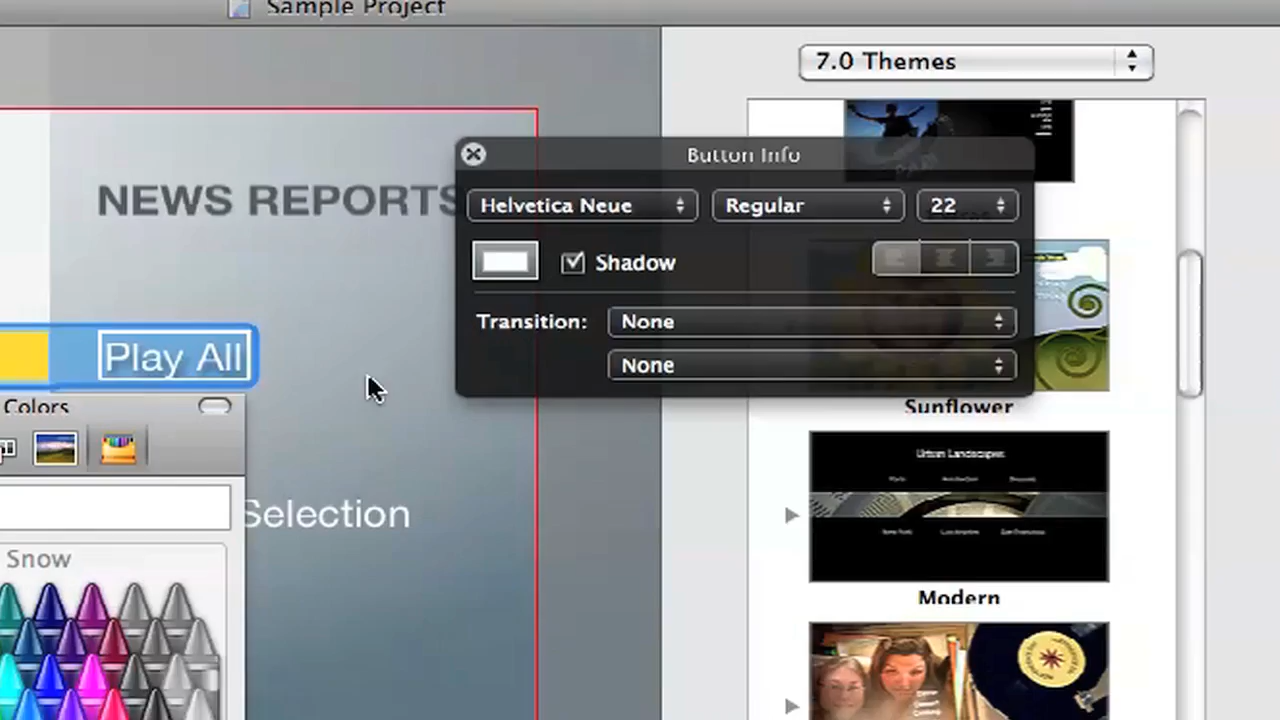 Sample Project
7.0 Themes
Button Info
NEWS REPORTS
Helvetica Neue
Regular
22
Shadow
Transition:
None
None
Play All
Colors
Sunflower
Urban Landscapes
Selection
Snow
Modern